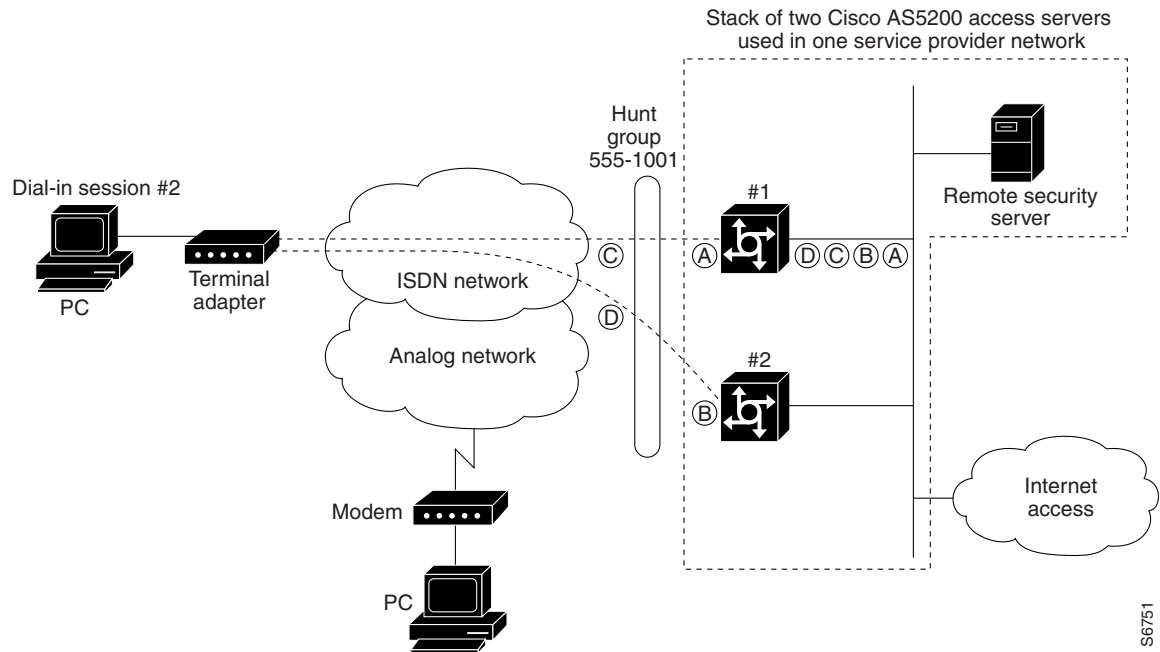 Stack of two Cisco AS5200 access servers
used in one service provider network
Hunt
group
555-1001
Dial-in session #2
PC
Terminal
adapter
ISDN network
Analog network
C
D
#1
A
D C B A
Remote security
server
#2
B
Internet
access
Modem
PC
S6751